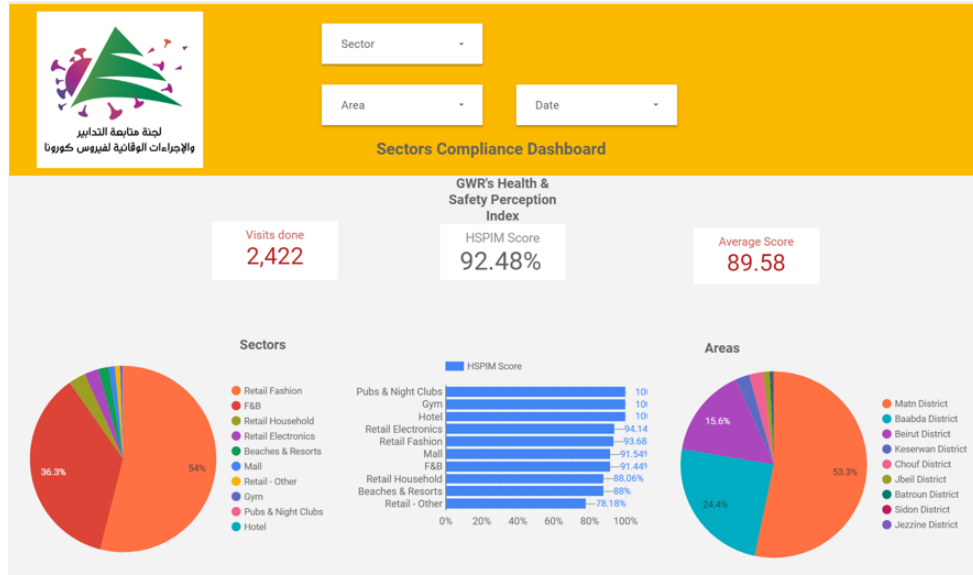 لجنة متابعة التدابير
والإجراءات الوقائية لفيروس كورونا
Sector
Area
Date
Sectors Compliance Dashboard
GWR's Health &
Safety Perception
Index
Visits done
2,422
HSPIM Score
92.48%
Average Score
89.58
Sectors
36.3%
54%
Retail Fashion
F&B
Retail Household
Retail Electronics
Beaches & Resorts
Mall
Retail - Other
Gym
Pubs & Night Clubs
Hotel
HSPIM Score
Pubs & Night Clubs 10
Gym 10
Hotel 10
Retail Electronics 94.14
Retail Fashion 93.68
Mall 91.54%
F&B 91.44%
Retail Household 88.06%
Beaches & Resorts 88%
Retail - Other 78.18%
0% 20% 40% 60% 80% 100%
Areas
15.6%
24.4%
53.3%
Matn District
Baabda District
Beirut District
Keserwan District
Chouf District
Jbeil District
Batroun District
Sidon District
Jezzine District